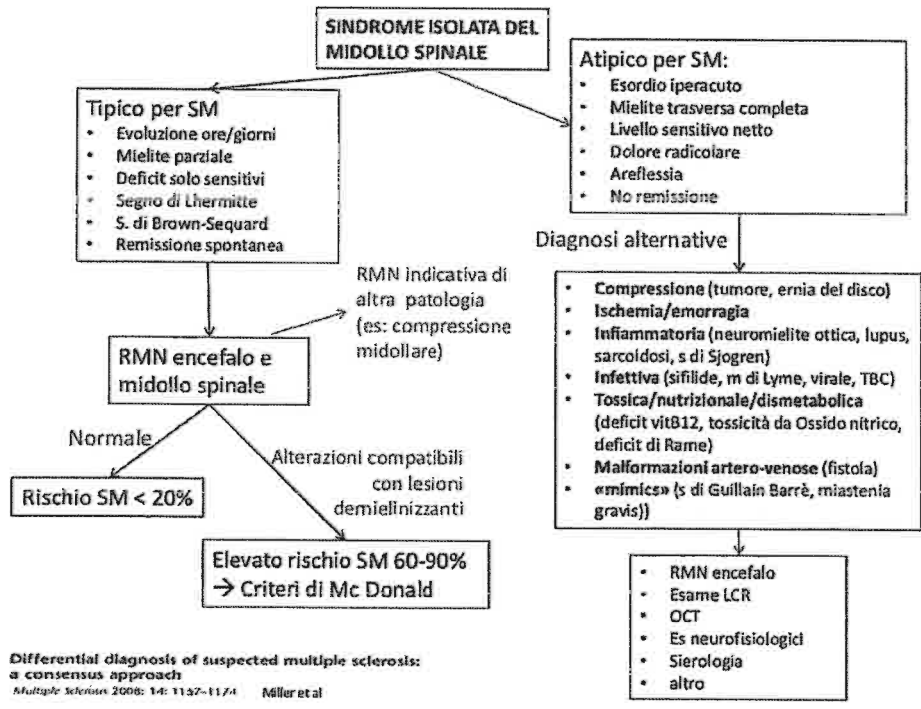 SINDROME ISOLATA DEL
MIDOLLO SPINALE
Tipico per SM
• Evoluzione ore/giorni
• Mielite parziale
• Deficit solo sensitivi
• Segno di Lhermitte
• S. di Brown-Sequard
• Remissione spontanea
Atipico per SM:
• Esordio iperacuto
• Mielite trasversa completa
• Livello sensitivo netto
• Dolore radicolare
• Areflessia
• No remissione
Diagnosi alternative
RMN indicativa di
altra patologia
(es: compressione
midollare)
RMN encefalo e
midollo spinale
Normale
Alterazioni compatibili
con lesioni
demielinizzanti
Rischio SM < 20%
Elevato rischio SM 60-90%
→ Criteri di Mc Donald
• Compressione (tumore, ernia del disco)
• Ischemia/emorragia
• Infiammatoria (neuromielite ottica, lupus,
sarcoidosi, s di Sjogren)
• Infettiva (sifilide, m di Lyme, virale, TBC)
• Tossica/nutrizionale/dismetabolica
(deficit vitB12, tossicità da Ossido nitrico,
deficit di Rame)
• Malformazioni artero-venose (fistola)
• «mimics» (s di Guillain Barrè, miastenia
gravis))
• RMN encefalo
• Esame LCR
• OCT
• Es neurofisiologici
• Sierologia
• altro
Differential diagnosis of suspected multiple sclerosis:
a consensus approach
Multiple Sclerosis 2008; 14: 1157-1174 Miller et al